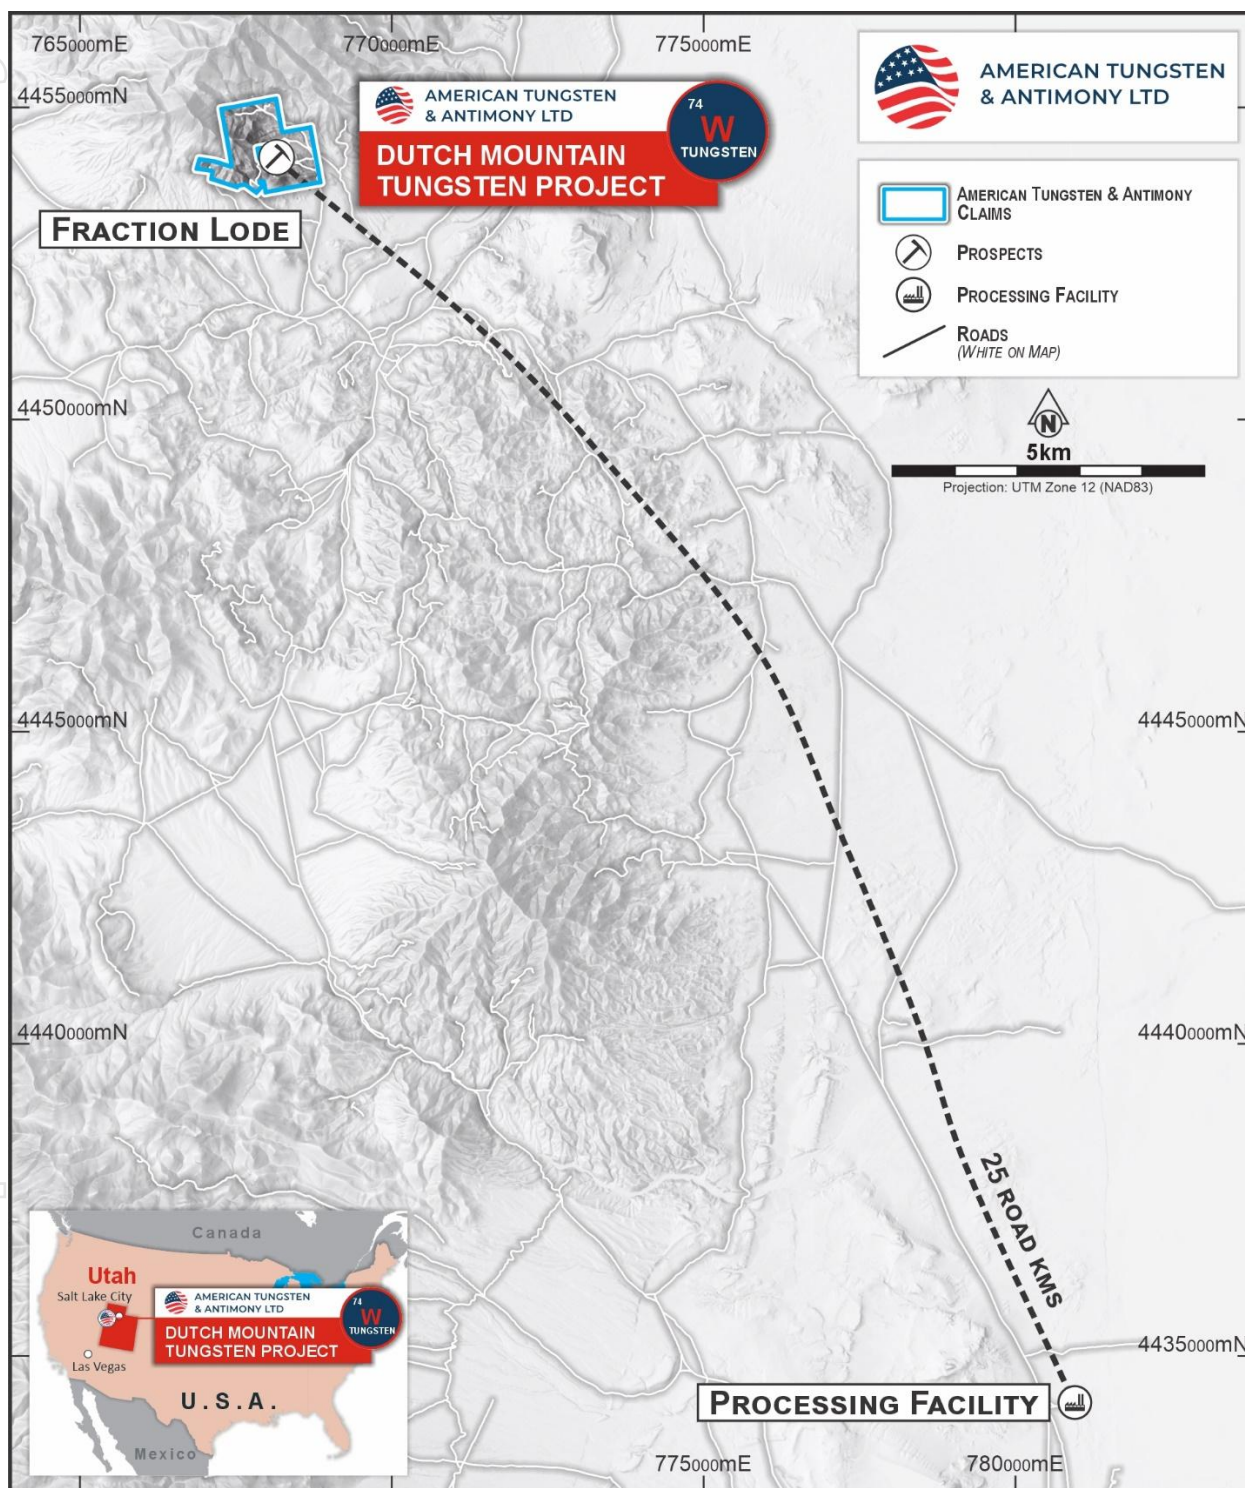 765000mE
770000mE
775000mE
4455000mN
AMERICAN TUNGSTEN
& ANTIMONY LTD
74
W
TUNGSTEN
DUTCH MOUNTAIN
TUNGSTEN PROJECT
AMERICAN TUNGSTEN
& ANTIMONY LTD
FRACTION LODE
AMERICAN TUNGSTEN & ANTIMONY
CLAIMS
PROSPECTS
PROCESSING FACILITY
ROADS
(WHITE ON MAP)
N
5km
Projection: UTM Zone 12 (NAD83)
4450000mN
4445000mN
4445000mN
4440000mN
4440000mN
25 ROAD KMS
4435000mN
PROCESSING FACILITY
775000mE
780000mE
Canada
Utah
Salt Lake City
AMERICAN TUNGSTEN
& ANTIMONY LTD
74
W
TUNGSTEN
DUTCH MOUNTAIN
TUNGSTEN PROJECT
Las Vegas
U.S.A.
Mexico